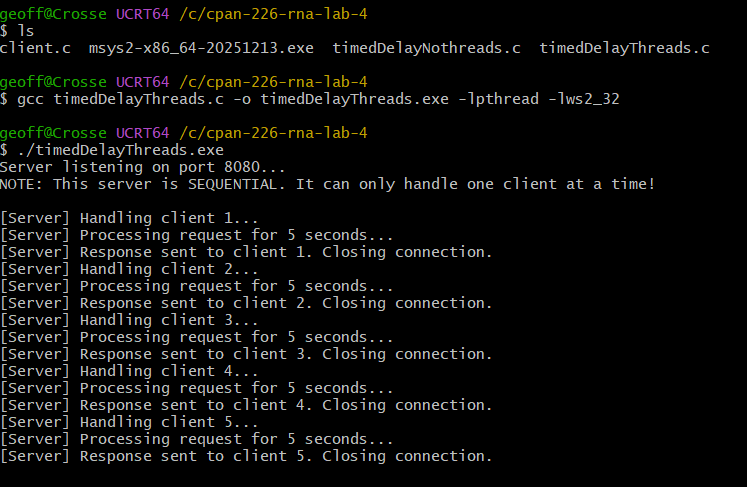 geoff@Crosse UCRT64 /c/cpan-226-rna-lab-4
$ ls
client.c  msys2-x86_64-20251213.exe  timedDelayNothreads.c  timedDelayThreads.c

geoff@Crosse UCRT64 /c/cpan-226-rna-lab-4
$ gcc timedDelayThreads.c -o timedDelayThreads.exe -lpthread -lws2_32

geoff@Crosse UCRT64 /c/cpan-226-rna-lab-4
$ ./timedDelayThreads.exe
Server listening on port 8080...
NOTE: This server is SEQUENTIAL. It can only handle one client at a time!

[Server] Handling client 1...
[Server] Processing request for 5 seconds...
[Server] Response sent to client 1. Closing connection.
[Server] Handling client 2...
[Server] Processing request for 5 seconds...
[Server] Response sent to client 2. Closing connection.
[Server] Handling client 3...
[Server] Processing request for 5 seconds...
[Server] Response sent to client 3. Closing connection.
[Server] Handling client 4...
[Server] Processing request for 5 seconds...
[Server] Response sent to client 4. Closing connection.
[Server] Handling client 5...
[Server] Processing request for 5 seconds...
[Server] Response sent to client 5. Closing connection.